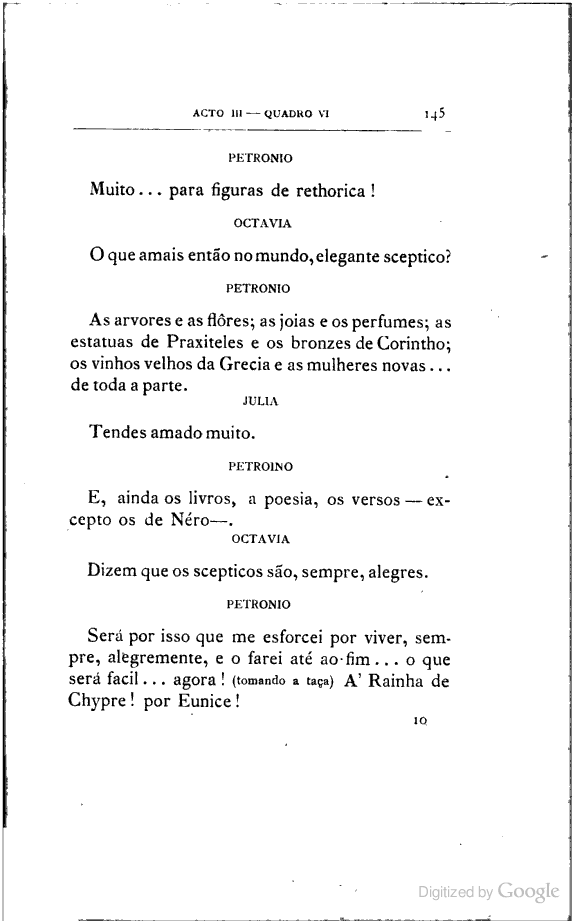 ACTO III — QUADRO VI 145
PETRONIO
Muito... para figuras de rethorica !
OCTAVIA
O que amais então no mundo, elegante sceptico?
PETRONIO
As arvores e as flôres; as joias e os perfumes; as
estatuas de Praxiteles e os bronzes de Corintho;
os vinhos velhos da Grecia e as mulheres novas...
de toda a parte.
JULIA
Tendes amado muito.
PETROINO
E, ainda os livros, a poesia, os versos — ex-
cepto os de Néro—.
OCTAVIA
Dizem que os scepticos são, sempre, alegres.
PETRONIO
Será por isso que me esforcei por viver, sem-
pre, alegremente, e o farei até ao fim... o que
será facil... agora ! (tomando a taça) A' Rainha de
Chypre ! por Eunice !
10
Digitized by Google